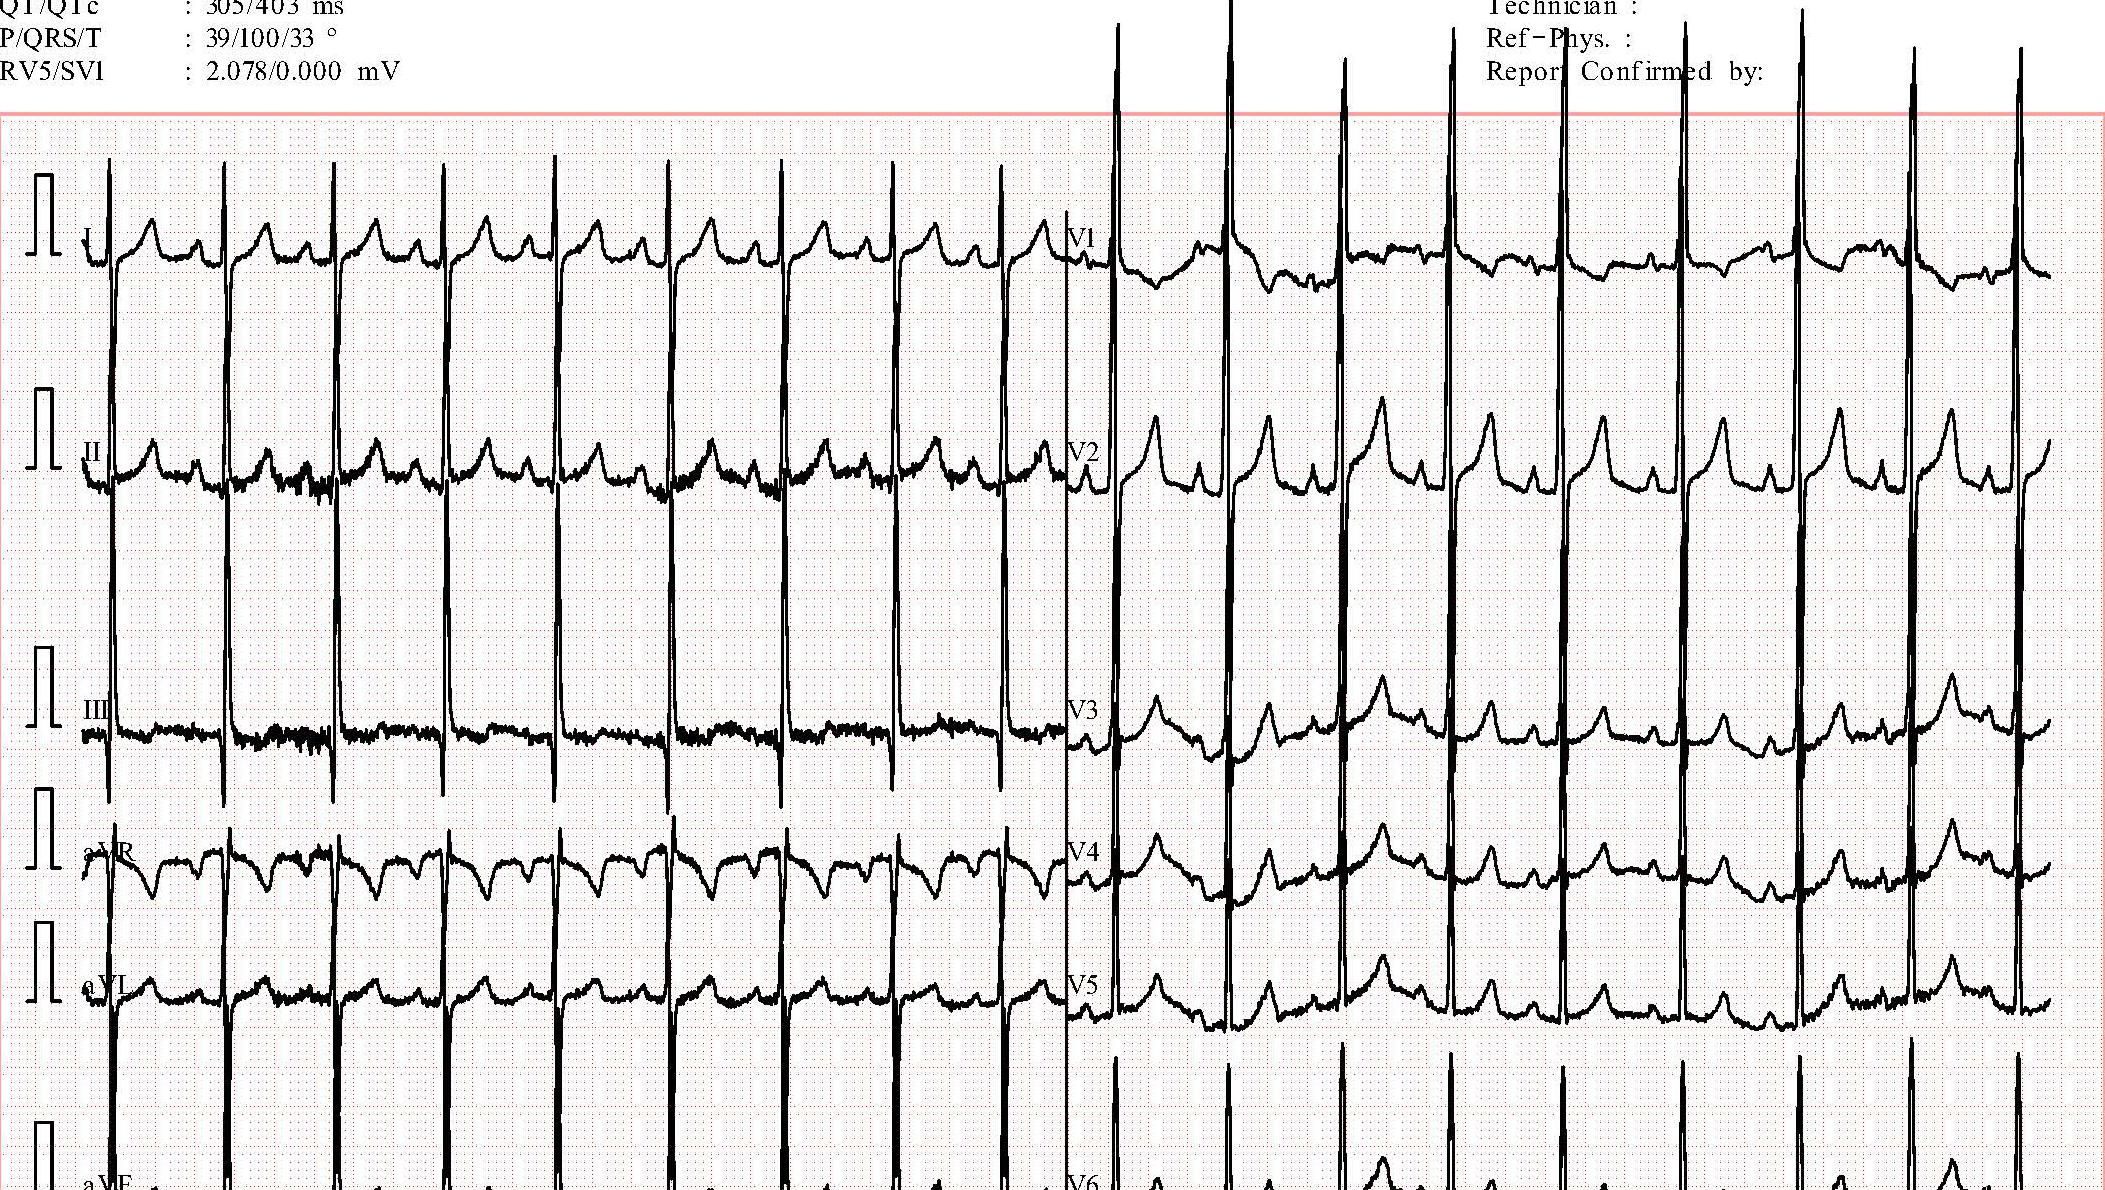 QT/QTc : 305/403 ms
P/QRS/T : 39/100/33 °
RV5/SV1 : 2.078/0.000 mV
Technician :
Ref-Phys. :
Report Confirmed by:
I
V1
II
V2
III
V3
aVR
V4
aVL
V5
aVF
V6